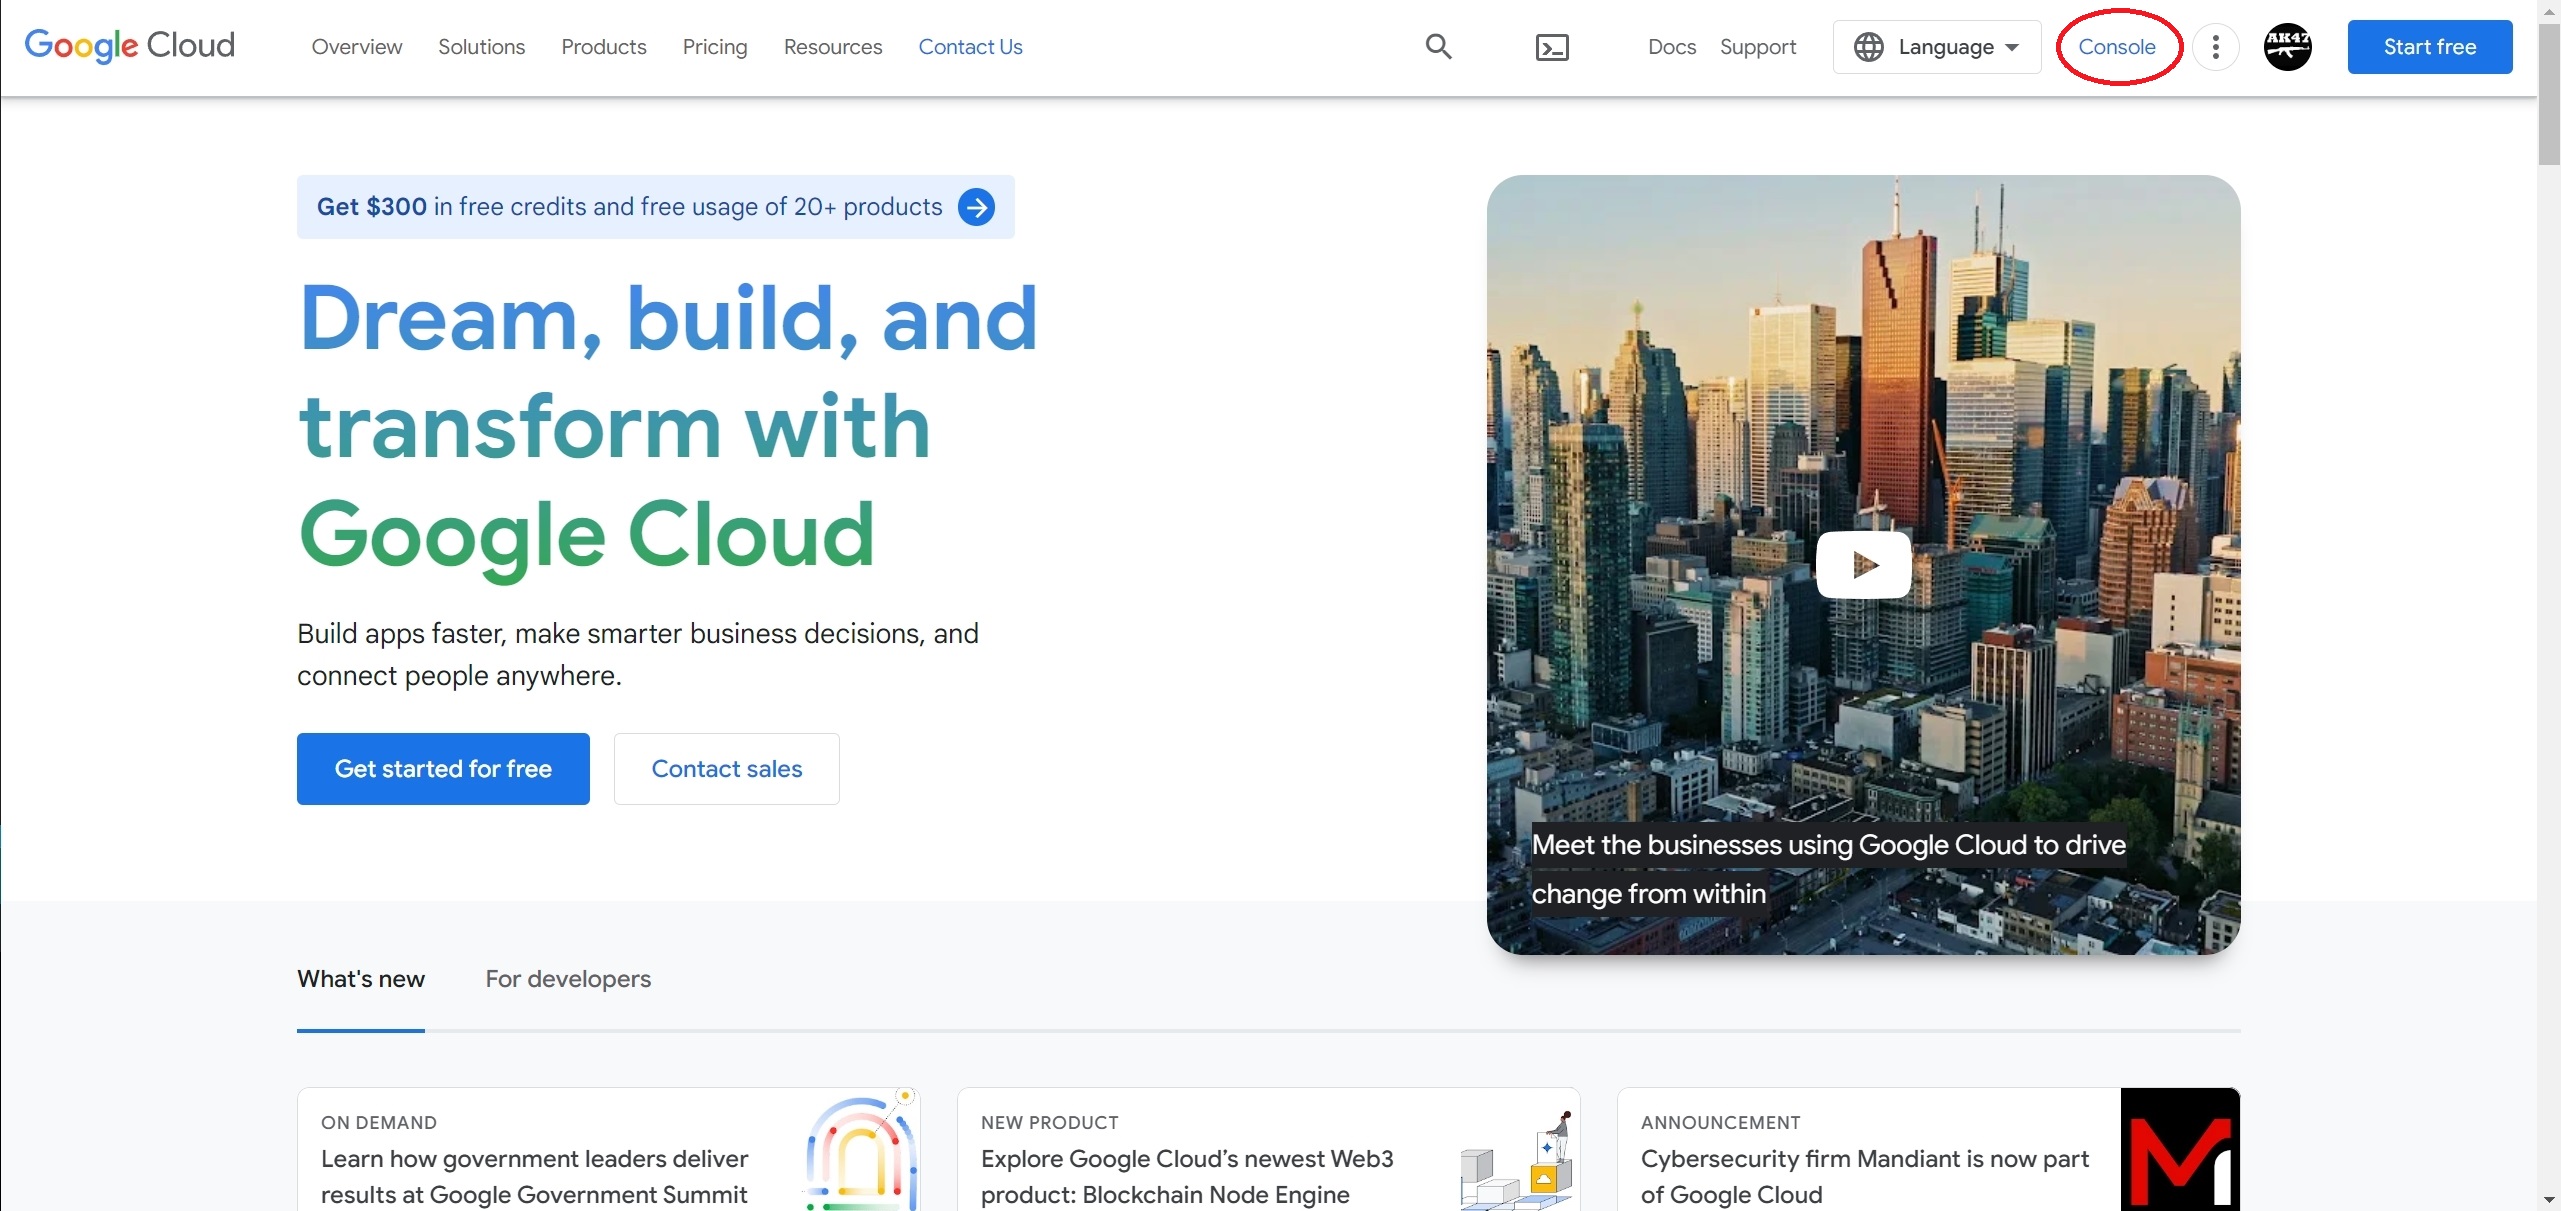 Google Cloud
Overview Solutions Products Pricing Resources Contact Us Docs Support Language Console AK47 Start free
Get $300 in free credits and free usage of 20+ products
Dream, build, and
transform with
Google Cloud
Build apps faster, make smarter business decisions, and
connect people anywhere.
Get started for free Contact sales
Meet the businesses using Google Cloud to drive
change from within
What's new For developers
ON DEMAND
Learn how government leaders deliver
results at Google Government Summit
NEW PRODUCT
Explore Google Cloud’s newest Web3
product: Blockchain Node Engine
ANNOUNCEMENT
Cybersecurity firm Mandiant is now part
of Google Cloud